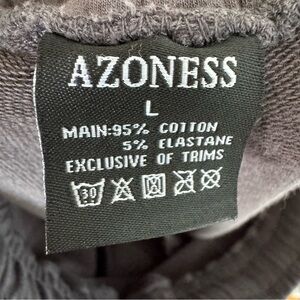 AZONESS
L
MAIN:95% COTTON
5% ELASTANE
EXCLUSIVE OF TRIMS
30